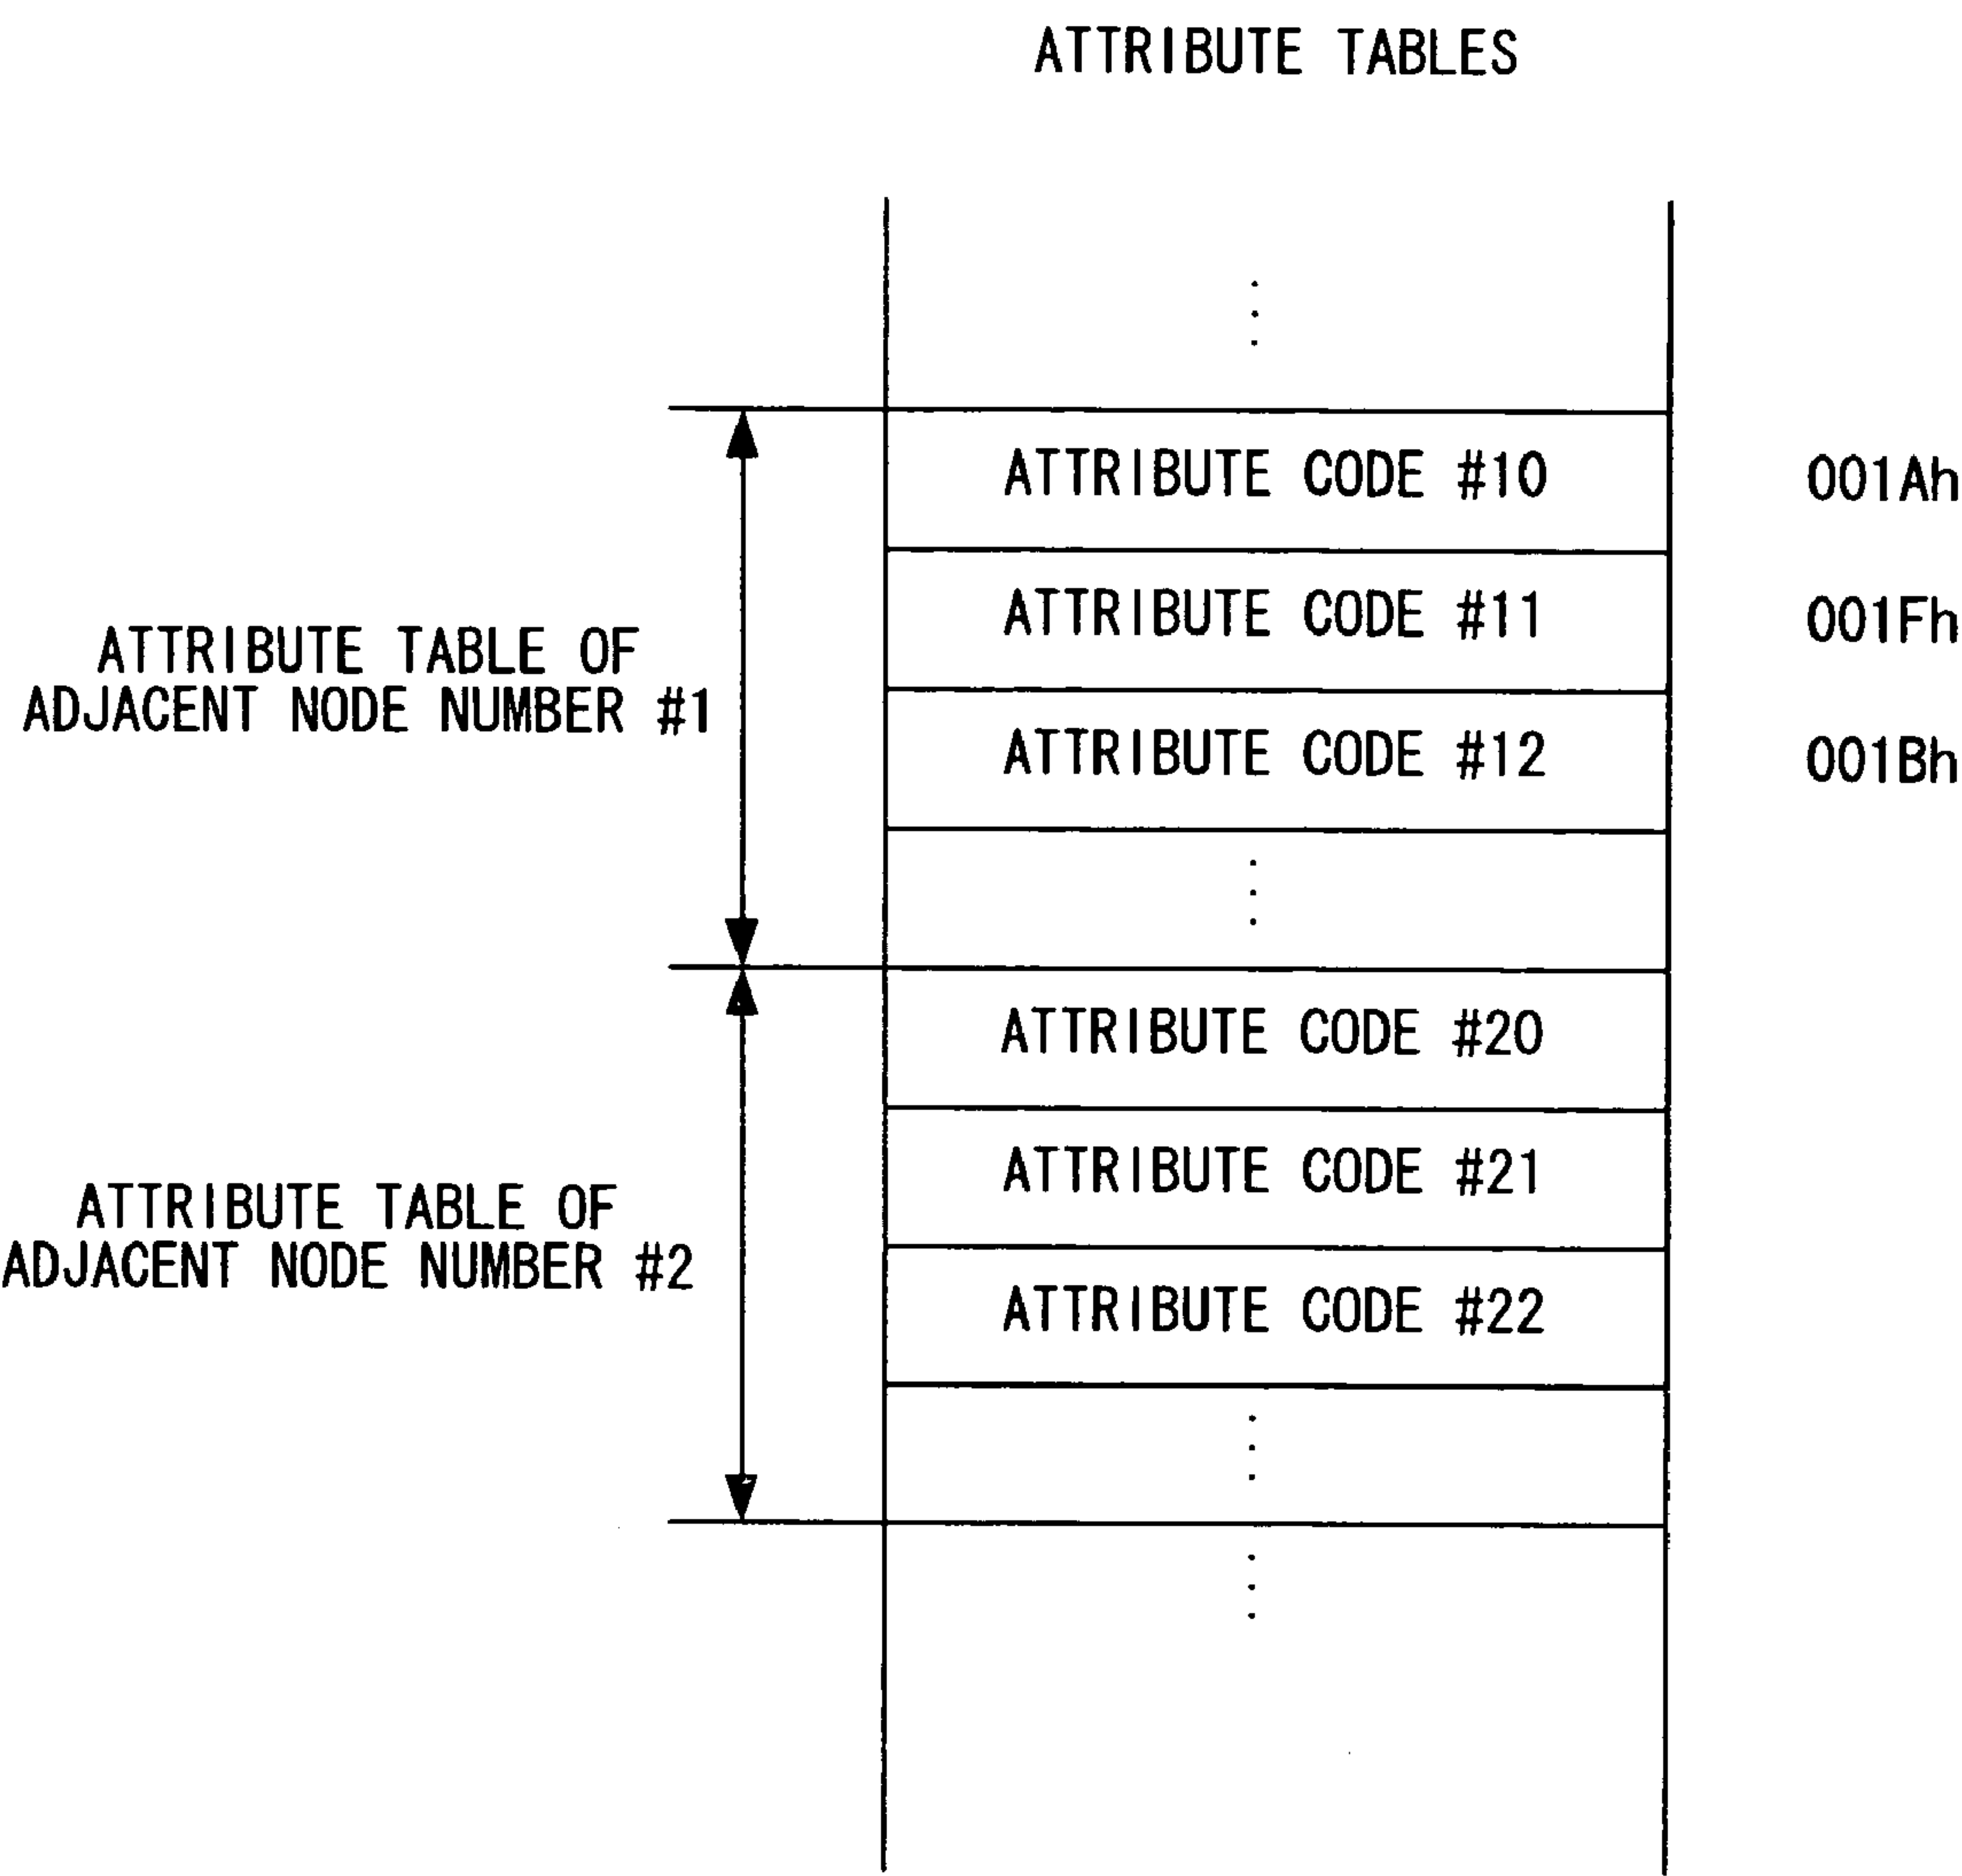 ATTRIBUTE TABLES
ATTRIBUTE CODE #10 001Ah
ATTRIBUTE CODE #11 001Fh
ATTRIBUTE TABLE OF
ADJACENT NODE NUMBER #1
ATTRIBUTE CODE #12 001Bh
ATTRIBUTE CODE #20
ATTRIBUTE CODE #21
ATTRIBUTE TABLE OF
ADJACENT NODE NUMBER #2
ATTRIBUTE CODE #22